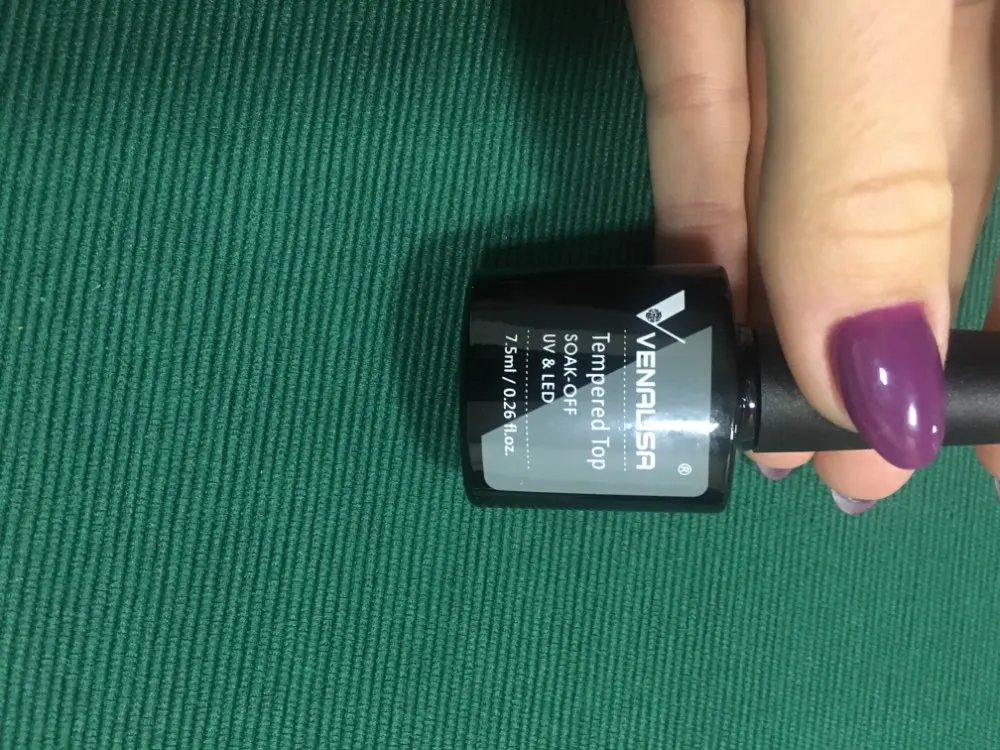 VENALISA®
Tempered Top
SOAK-OFF
UV & LED
7.5ml / 0.26 fl.oz.